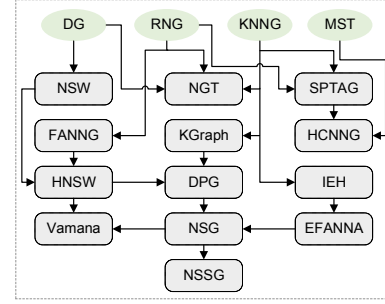 DG RNG KNNG MST
NSW NGT SPTAG
FANNG KGraph HCNNG
HNSW DPG IEH
Vamana NSG EFANNA
NSSG